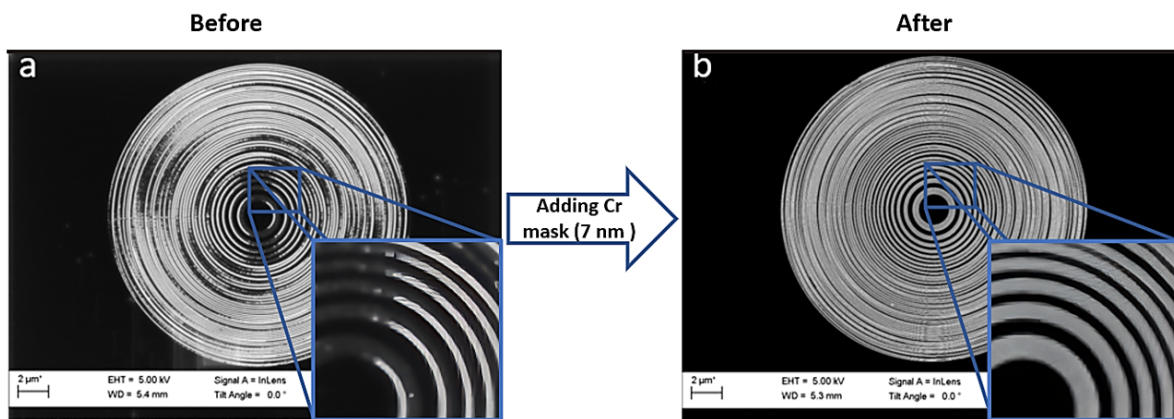 Before
After
a
b
Adding Cr
mask (7 nm )
2 µm*
EHT = 5.00 kV
WD = 5.4 mm
Signal A = InLens
Tilt Angle = 0.0 °
2 µm*
EHT = 5.00 kV
WD = 5.3 mm
Signal A = InLens
Tilt Angle = 0.0 °